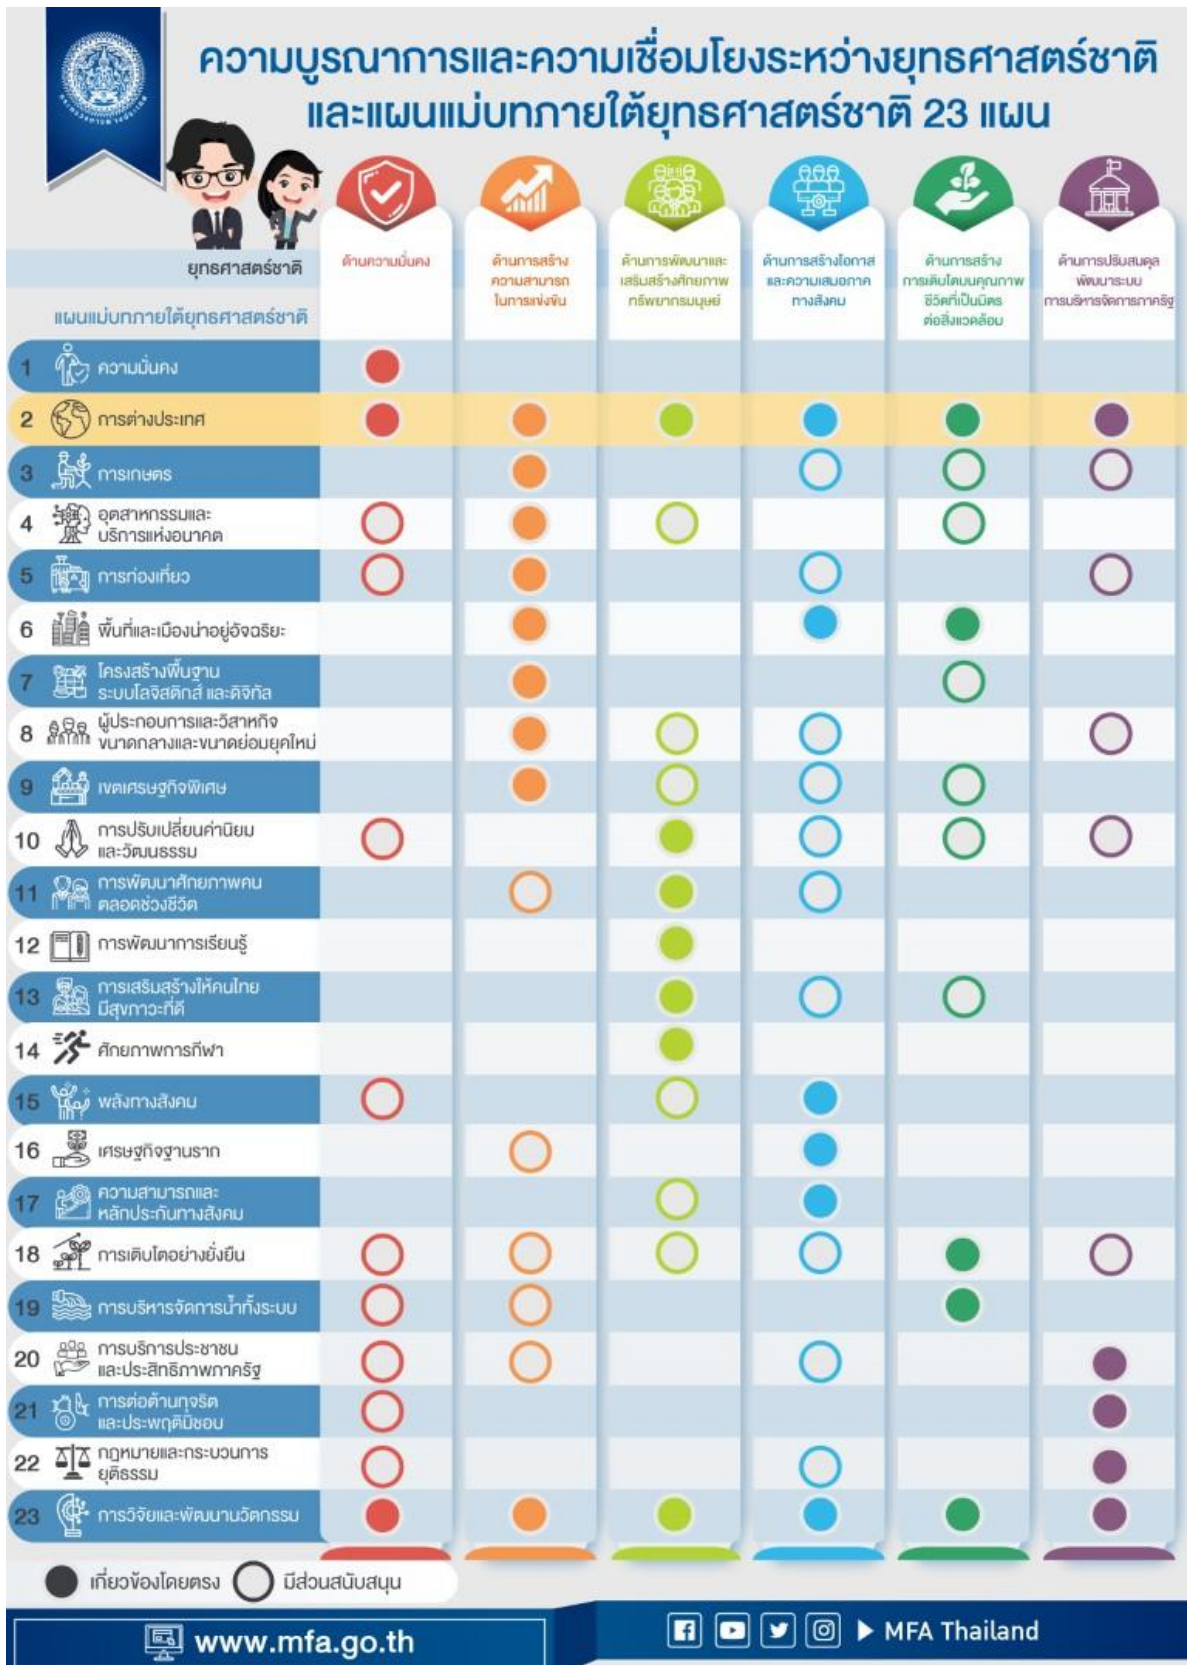 ความบูรณาการและความเชื่อมโยงระหว่างยุทธศาสตร์ชาติ
และแผนแม่บทภายใต้ยุทธศาสตร์ชาติ 23 แผน
ยุทธศาสตร์ชาติ
แผนแม่บทภายใต้ยุทธศาสตร์ชาติ
ด้านความมั่นคง
ด้านการสร้าง
ความสามารถ
ในการแข่งขัน
ด้านการพัฒนาและ
เสริมสร้างศักยภาพ
ทรัพยากรมนุษย์
ด้านการสร้างโอกาส
และความเสมอภาค
ทางสังคม
ด้านการสร้าง
การเติบโตบนคุณภาพ
ชีวิตที่เป็นมิตร
ต่อสิ่งแวดล้อม
ด้านการปรับสมดุล
พัฒนาระบบ
การบริหารจัดการภาครัฐ
1 ความมั่นคง
2 การต่างประเทศ
3 การเกษตร
4 อุตสาหกรรมและ
บริการแห่งอนาคต
5 การท่องเที่ยว
6 พื้นที่และเมืองน่าอยู่อัจฉริยะ
7 โครงสร้างพื้นฐาน
ระบบโลจิสติกส์ และดิจิทัล
8 ผู้ประกอบการและวิสาหกิจ
ขนาดกลางและขนาดย่อมยุคใหม่
9 เขตเศรษฐกิจพิเศษ
10 การปรับเปลี่ยนค่านิยม
และวัฒนธรรม
11 การพัฒนาศักยภาพคน
ตลอดช่วงชีวิต
12 การพัฒนาการเรียนรู้
13 การเสริมสร้างให้คนไทย
มีสุขภาวะที่ดี
14 ศักยภาพการกีฬา
15 พลังทางสังคม
16 เศรษฐกิจฐานราก
17 ความสามารถและ
หลักประกันทางสังคม
18 การเติบโตอย่างยั่งยืน
19 การบริหารจัดการน้ำทั้งระบบ
20 การบริการประชาชน
และประสิทธิภาพภาครัฐ
21 การต่อต้านทุจริต
และประพฤติมิชอบ
22 กฎหมายและกระบวนการ
ยุติธรรม
23 การวิจัยและพัฒนานวัตกรรม
เกี่ยวข้องโดยตรง มีส่วนสนับสนุน
www.mfa.go.th
MFA Thailand